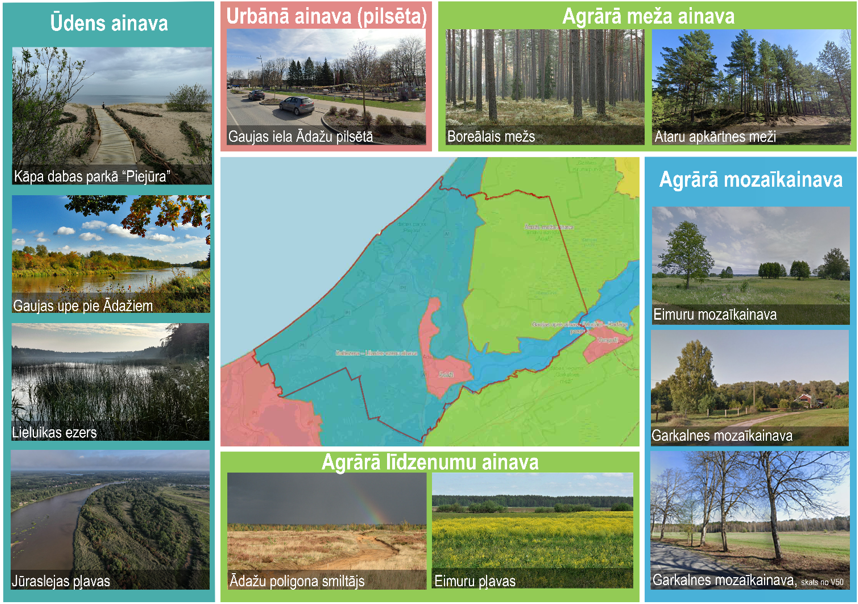 Ūdens ainava
Kāpa dabas parkā “Piejūra”
Gaujas upe pie Ādažiem
Lieluikas ezers
Jūraslejas pļavas
Urbānā ainava (pilsēta)
Gaujas iela Ādažu pilsētā
Agrārā meža ainava
Boreālais mežs
Ataru apkārtnes meži
Agrārā mozaīkainava
Eimuru mozaīkainava
Garkalnes mozaīkainava
Garkalnes mozaīkainava, skats no V50
Agrārā līdzenumu ainava
Ādažu poligona smiltājs
Eimuru pļavas